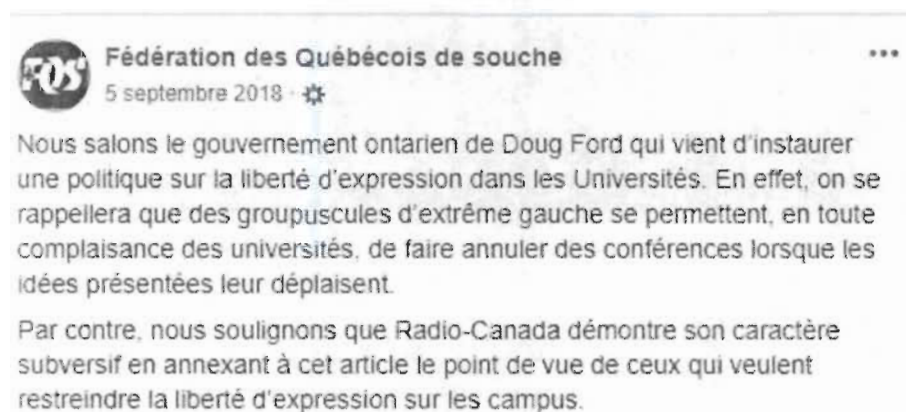 FQS
Fédération des Québécois de souche
5 septembre 2018 ·
Nous salons le gouvernement ontarien de Doug Ford qui vient d'instaurer
une politique sur la liberté d'expression dans les Universités. En effet, on se
rappellera que des groupuscules d'extrême gauche se permettent, en toute
complaisance des universités, de faire annuler des conférences lorsque les
idées présentées leur déplaisent.
Par contre, nous soulignons que Radio-Canada démontre son caractère
subversif en annexant à cet article le point de vue de ceux qui veulent
restreindre la liberté d'expression sur les campus.